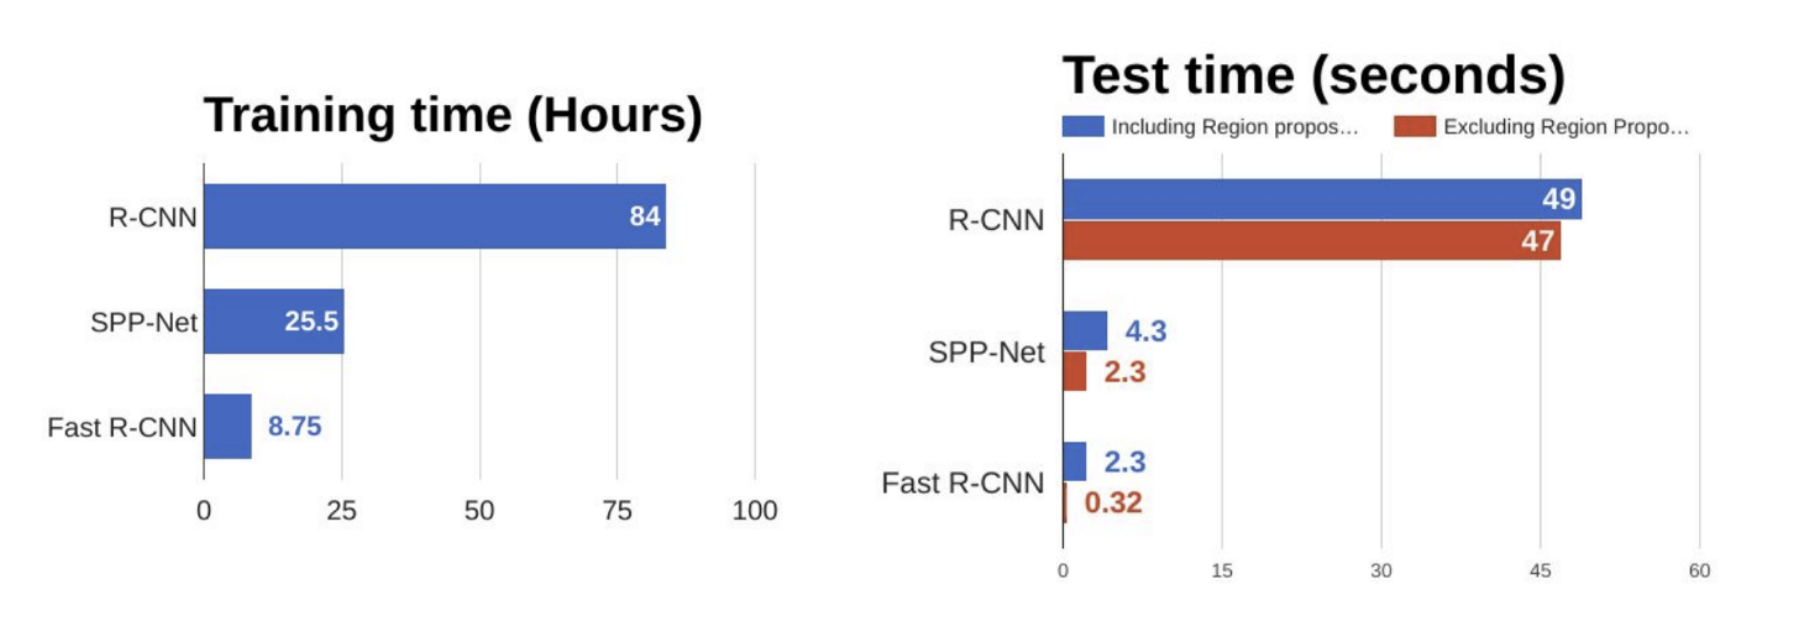 Training time (Hours)
R-CNN
84
SPP-Net
25.5
Fast R-CNN
8.75
0 25 50 75 100
Test time (seconds)
Including Region propos... Excluding Region Propo...
R-CNN
49
47
SPP-Net
4.3
2.3
Fast R-CNN
2.3
0.32
0 15 30 45 60